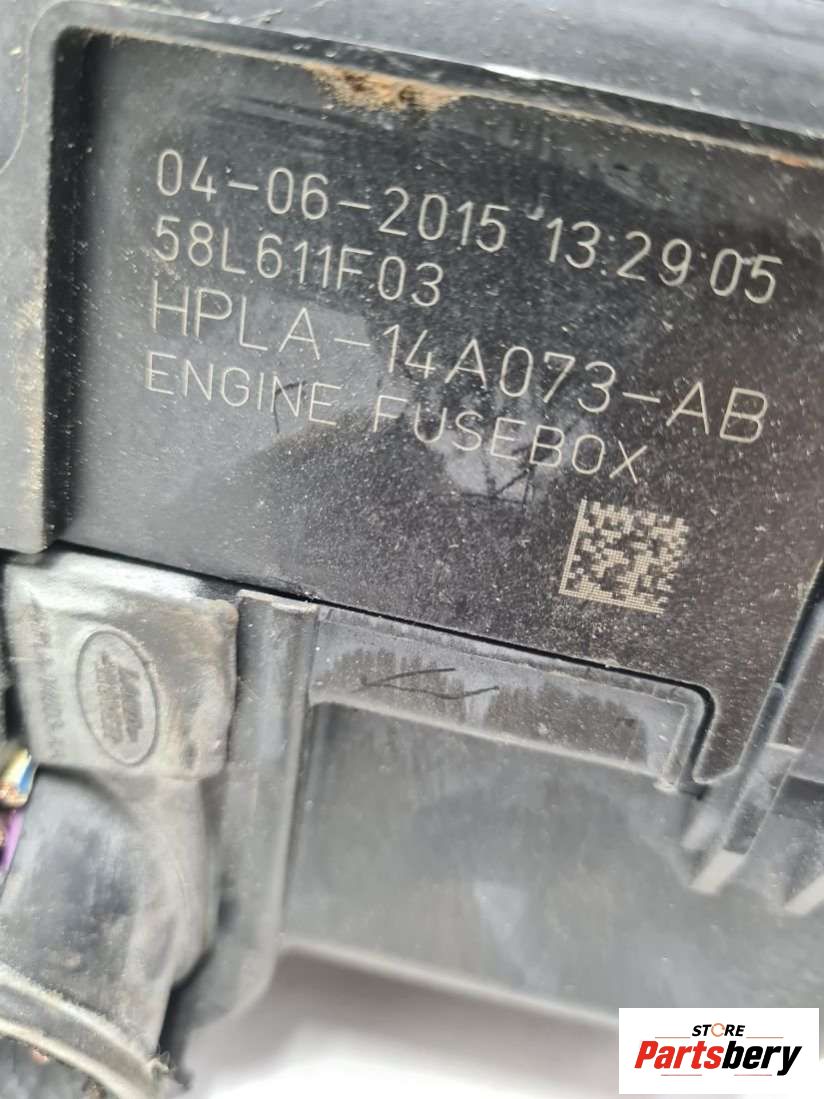 04-06-2015 13:29:05
58L611F03
HPLA-14A073-AB
ENGINE FUSEBOX
STORE
Partsbery